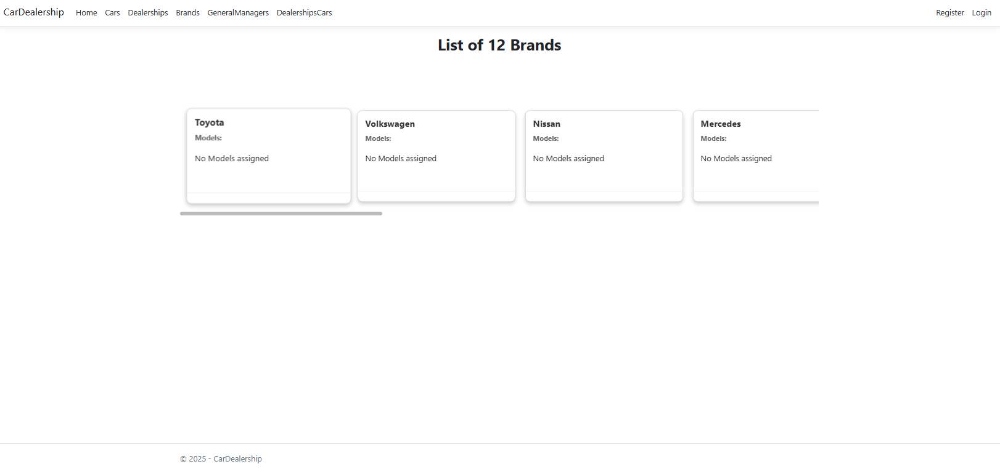 CarDealership Home Cars Dealerships Brands GeneralManagers DealershipsCars Register Login
List of 12 Brands
Toyota
Models:
No Models assigned
Volkswagen
Models:
No Models assigned
Nissan
Models:
No Models assigned
Mercedes
Models:
No Models assigned
© 2025 - CarDealership